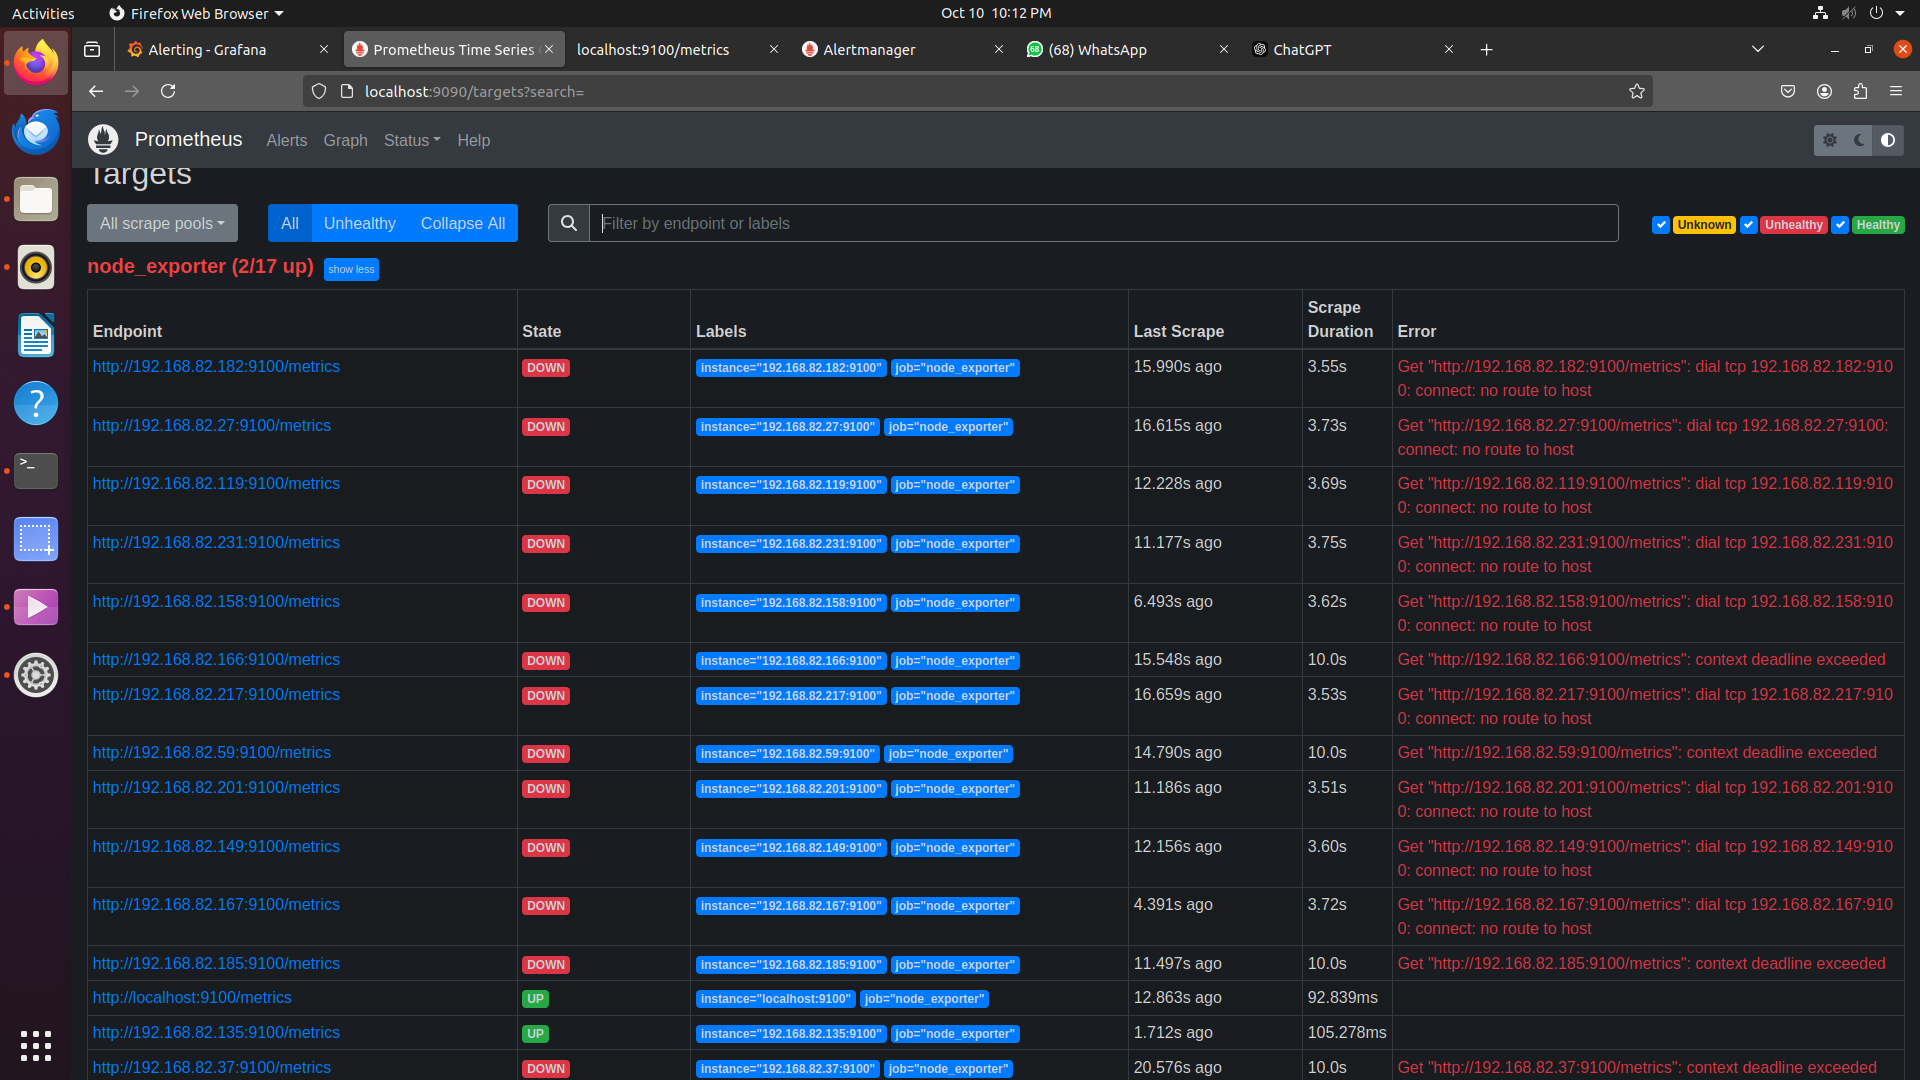 Activities
Firefox Web Browser
Oct 10 10:12 PM
Alerting - Grafana
Prometheus Time Series
localhost:9100/metrics
Alertmanager
68
(68) WhatsApp
ChatGPT
localhost:9090/targets?search=
Prometheus
Alerts
Graph
Status
Help
Targets
All scrape pools
All
Unhealthy
Collapse All
Filter by endpoint or labels
Unknown
Unhealthy
Healthy
node_exporter (2/17 up)
show less
Endpoint
State
Labels
Last Scrape
Scrape
Duration
Error
http://192.168.82.182:9100/metrics
DOWN
instance="192.168.82.182:9100" job="node_exporter"
15.990s ago
3.55s
Get "http://192.168.82.182:9100/metrics": dial tcp 192.168.82.182:910
0: connect: no route to host
http://192.168.82.27:9100/metrics
DOWN
instance="192.168.82.27:9100" job="node_exporter"
16.615s ago
3.73s
Get "http://192.168.82.27:9100/metrics": dial tcp 192.168.82.27:9100:
connect: no route to host
http://192.168.82.119:9100/metrics
DOWN
instance="192.168.82.119:9100" job="node_exporter"
12.228s ago
3.69s
Get "http://192.168.82.119:9100/metrics": dial tcp 192.168.82.119:910
0: connect: no route to host
http://192.168.82.231:9100/metrics
DOWN
instance="192.168.82.231:9100" job="node_exporter"
11.177s ago
3.75s
Get "http://192.168.82.231:9100/metrics": dial tcp 192.168.82.231:910
0: connect: no route to host
http://192.168.82.158:9100/metrics
DOWN
instance="192.168.82.158:9100" job="node_exporter"
6.493s ago
3.62s
Get "http://192.168.82.158:9100/metrics": dial tcp 192.168.82.158:910
0: connect: no route to host
http://192.168.82.166:9100/metrics
DOWN
instance="192.168.82.166:9100" job="node_exporter"
15.548s ago
10.0s
Get "http://192.168.82.166:9100/metrics": context deadline exceeded
http://192.168.82.217:9100/metrics
DOWN
instance="192.168.82.217:9100" job="node_exporter"
16.659s ago
3.53s
Get "http://192.168.82.217:9100/metrics": dial tcp 192.168.82.217:910
0: connect: no route to host
http://192.168.82.59:9100/metrics
DOWN
instance="192.168.82.59:9100" job="node_exporter"
14.790s ago
10.0s
Get "http://192.168.82.59:9100/metrics": context deadline exceeded
http://192.168.82.201:9100/metrics
DOWN
instance="192.168.82.201:9100" job="node_exporter"
11.186s ago
3.51s
Get "http://192.168.82.201:9100/metrics": dial tcp 192.168.82.201:910
0: connect: no route to host
http://192.168.82.149:9100/metrics
DOWN
instance="192.168.82.149:9100" job="node_exporter"
12.156s ago
3.60s
Get "http://192.168.82.149:9100/metrics": dial tcp 192.168.82.149:910
0: connect: no route to host
http://192.168.82.167:9100/metrics
DOWN
instance="192.168.82.167:9100" job="node_exporter"
4.391s ago
3.72s
Get "http://192.168.82.167:9100/metrics": dial tcp 192.168.82.167:910
0: connect: no route to host
http://192.168.82.185:9100/metrics
DOWN
instance="192.168.82.185:9100" job="node_exporter"
11.497s ago
10.0s
Get "http://192.168.82.185:9100/metrics": context deadline exceeded
http://localhost:9100/metrics
UP
instance="localhost:9100" job="node_exporter"
12.863s ago
92.839ms
http://192.168.82.135:9100/metrics
UP
instance="192.168.82.135:9100" job="node_exporter"
1.712s ago
105.278ms
http://192.168.82.37:9100/metrics
DOWN
instance="192.168.82.37:9100" job="node_exporter"
20.576s ago
10.0s
Get "http://192.168.82.37:9100/metrics": context deadline exceeded